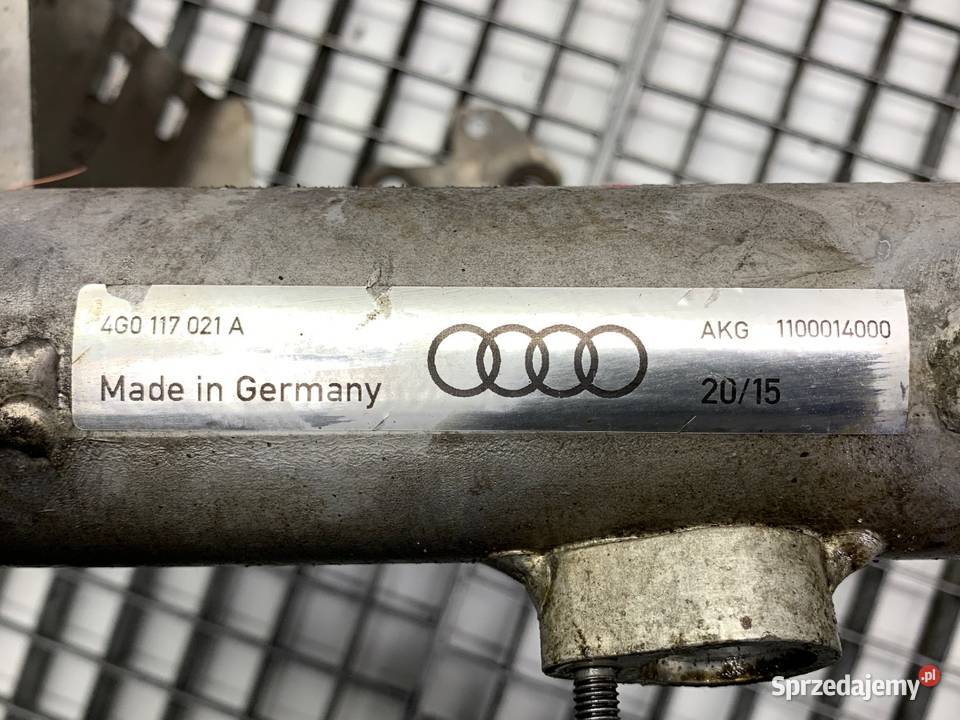 4G0 117 021 A
AKG 1100014000
Made in Germany
20/15
Sprzedajemy.pl